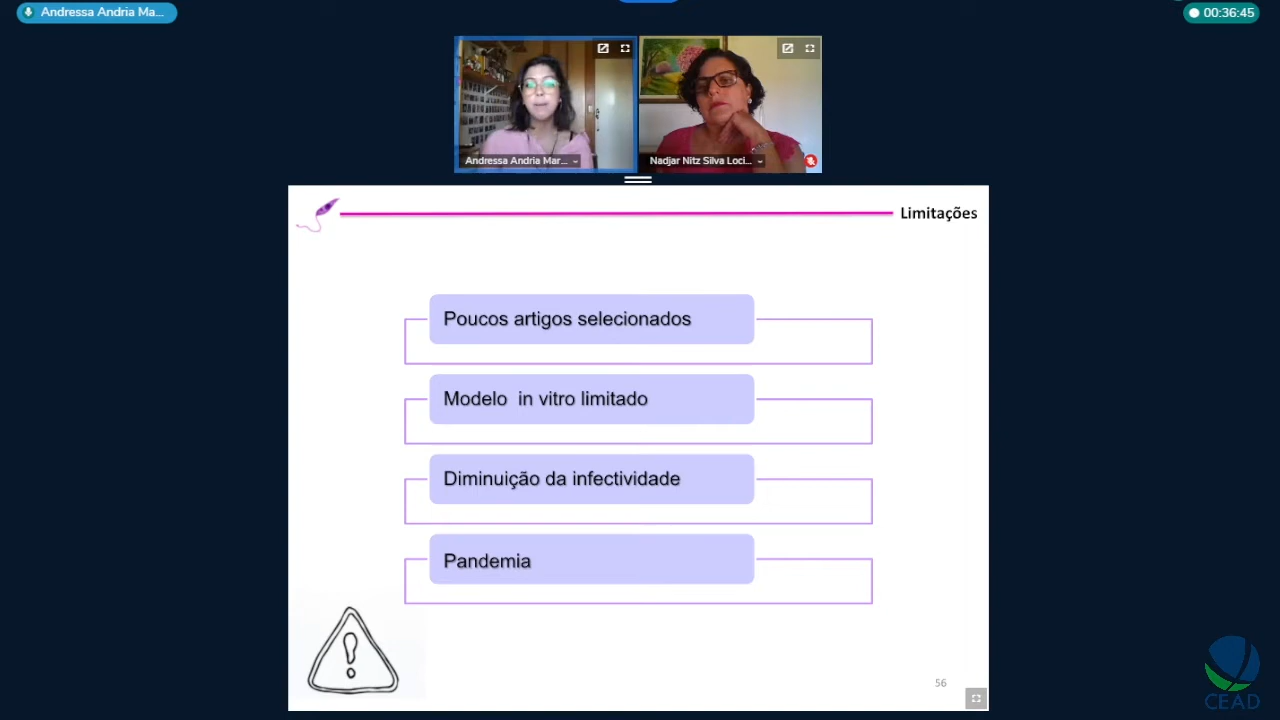 Andressa Andria Ma...
00:36:45
Andressa Andria Mar...
Nadjar Nitz Silva Loci...
Limitações
Poucos artigos selecionados
Modelo in vitro limitado
Diminuição da infectividade
Pandemia
56
CEAD